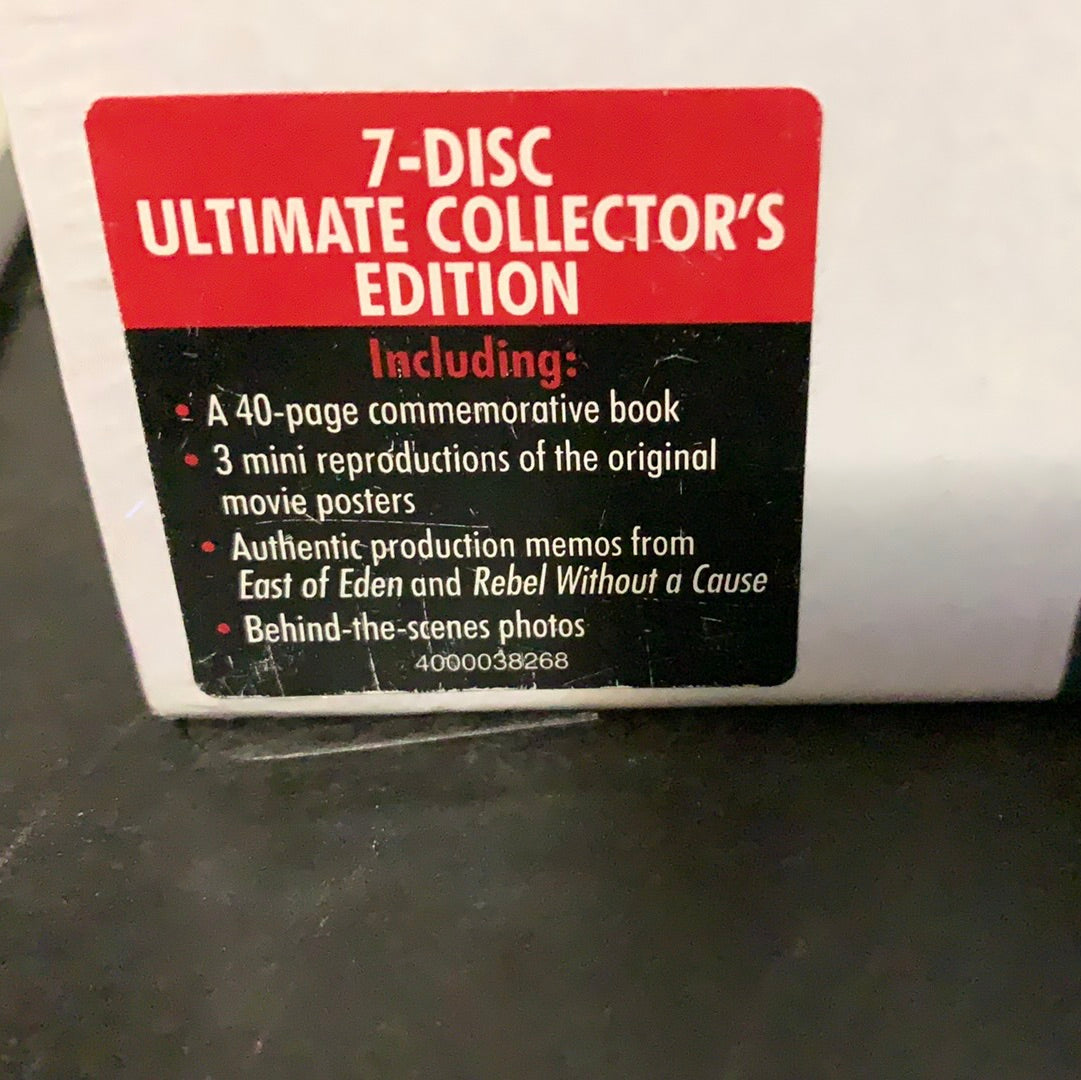 7-DISC
ULTIMATE COLLECTOR'S
EDITION
Including:
• A 40-page commemorative book
• 3 mini reproductions of the original
movie posters
• Authentic production memos from
East of Eden and Rebel Without a Cause
• Behind-the-scenes photos
4000038268